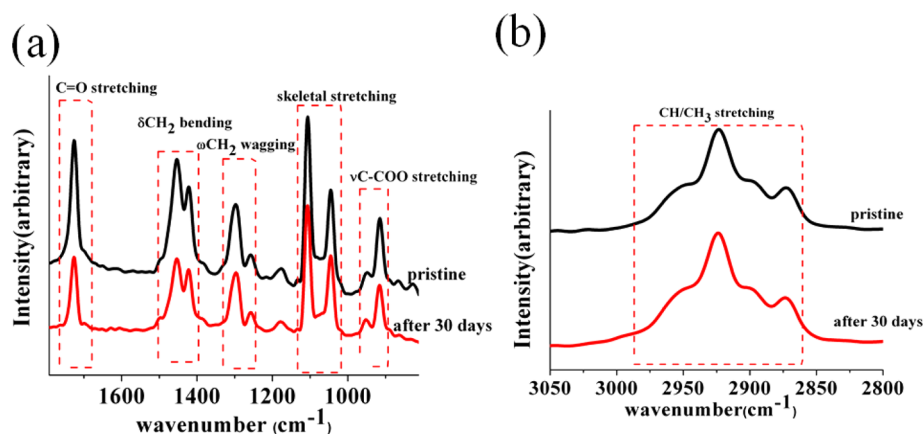 (a)
C=O stretching
δCH2 bending
ωCH2 wagging
skeletal stretching
νC-COO stretching
pristine
after 30 days
Intensity(arbitrary)
1600 1400 1200 1000
wavenumber (cm-1)
(b)
CH/CH3 stretching
pristine
after 30 days
Intensity(arbitrary)
3050 3000 2950 2900 2850 2800
wavenumber(cm-1)